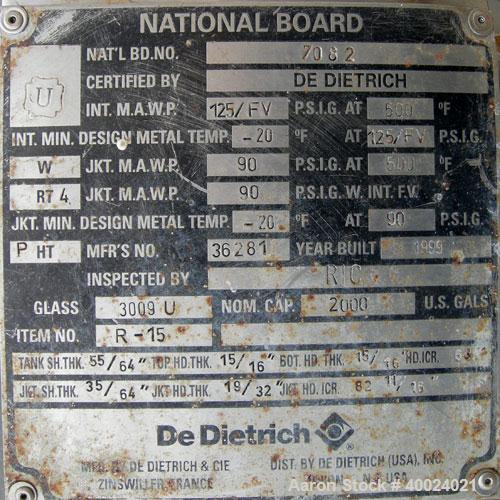 NATIONAL BOARD
U
NAT'L BD.NO. 7082
CERTIFIED BY DE DIETRICH
INT. M.A.W.P. 125/FV P.S.I.G. AT 500 °F
INT. MIN. DESIGN METAL TEMP. -20 °F AT 125/FV P.S.I.G.
W JKT. M.A.W.P. 90 P.S.I.G. AT 500 °F
RT 4 JKT. M.A.W.P. 90 P.S.I.G. W. INT. F.V.
JKT. MIN. DESIGN METAL TEMP. -20 °F AT 90 P.S.I.G.
P HT MFR'S NO. 36281 YEAR BUILT 1999
INSPECTED BY RIC
GLASS 3009 U NOM. CAP. 2000 U.S. GALS
ITEM NO. R-15
TANK SH.THK. 55/64" TOP HD.THK. 15/16" BOT. HD. THK. 15/16" HD.ICR.
JKT. SH.THK. 35/64" JKT HD.THK. 19/32" JKT HD. ICR. 82 11/16"
De Dietrich ®
MFG. BY DE DIETRICH & CIE DIST. BY DE DIETRICH (USA), INC.
ZINSWILLER FRANCE UNION, N.J. USA
Aaron Stock # 40024021